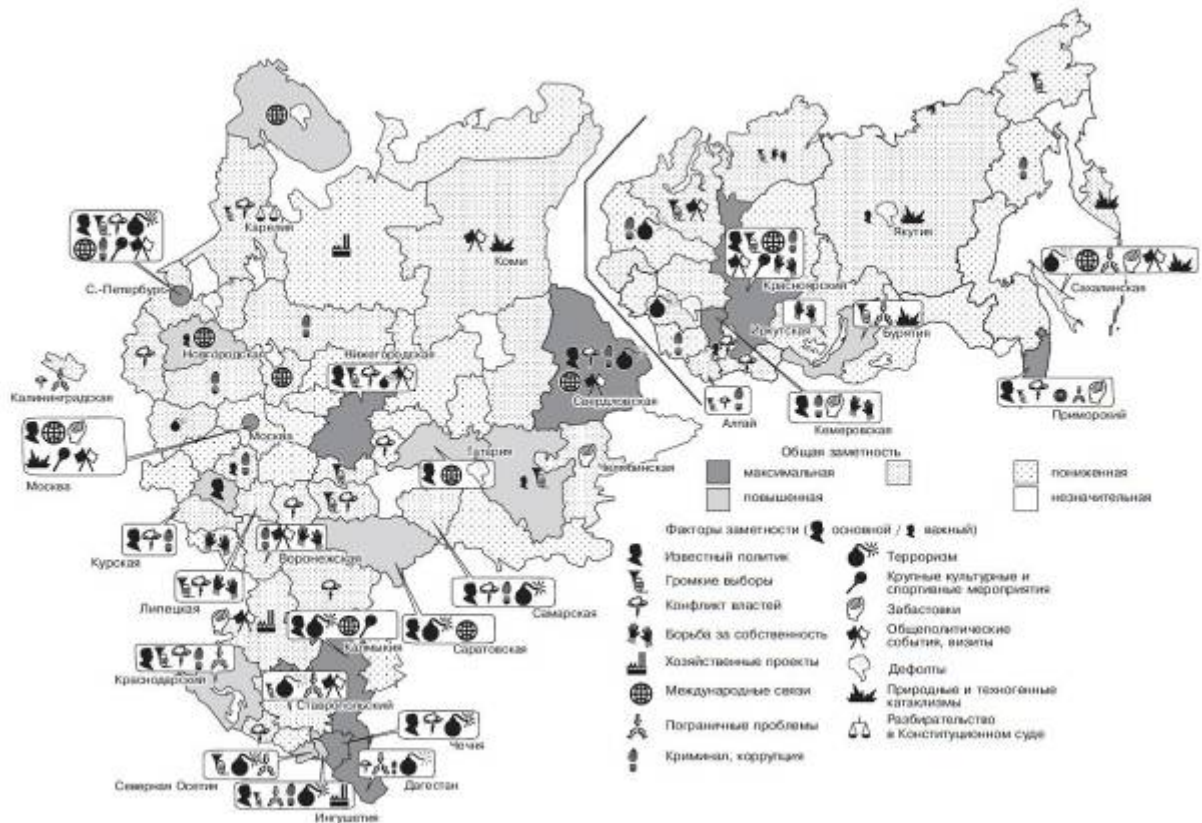 Карелия
Коми
С.-Петербург
Новгородская
Нижегородская
Свердловская
Калининградская
Москва
Москва
Татария
Челябинская
Курская
Воронежская
Липецкая
Самарская
Саратовская
Калмыкия
Краснодарский
Ставропольский
Чечня
Северная Осетия
Дагестан
Ингушетия
Якутия
Красноярский
Иркутская
Бурятия
Сахалинская
Приморский
Алтай
Кемеровская
Общая заметность
максимальная
пониженная
повышенная
незначительная
Факторы заметности ( основной / важный)
Известный политик
Громкие выборы
Конфликт властей
Борьба за собственность
Хозяйственные проекты
Международные связи
Пограничные проблемы
Криминал, коррупция
Терроризм
Крупные культурные и
спортивные мероприятия
Забастовки
Общеполитические
события, визиты
Дефолты
Природные и техногенные
катаклизмы
Разбирательство
в Конституционном суде